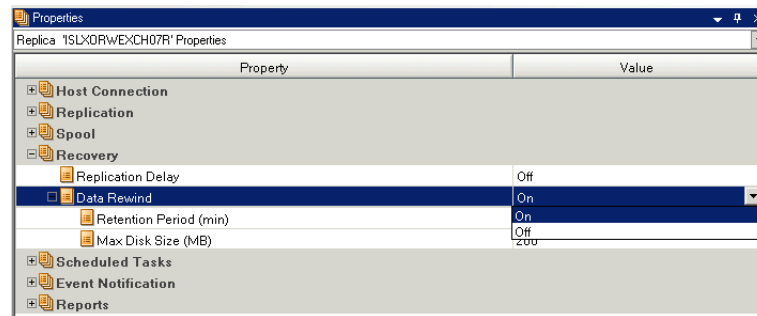 Properties
Replica 'ISLXORWEXCH07R' Properties
Property Value
Host Connection
Replication
Spool
Recovery
Replication Delay Off
Data Rewind On
Retention Period (min) On
Off
Max Disk Size (MB) 200
Scheduled Tasks
Event Notification
Reports